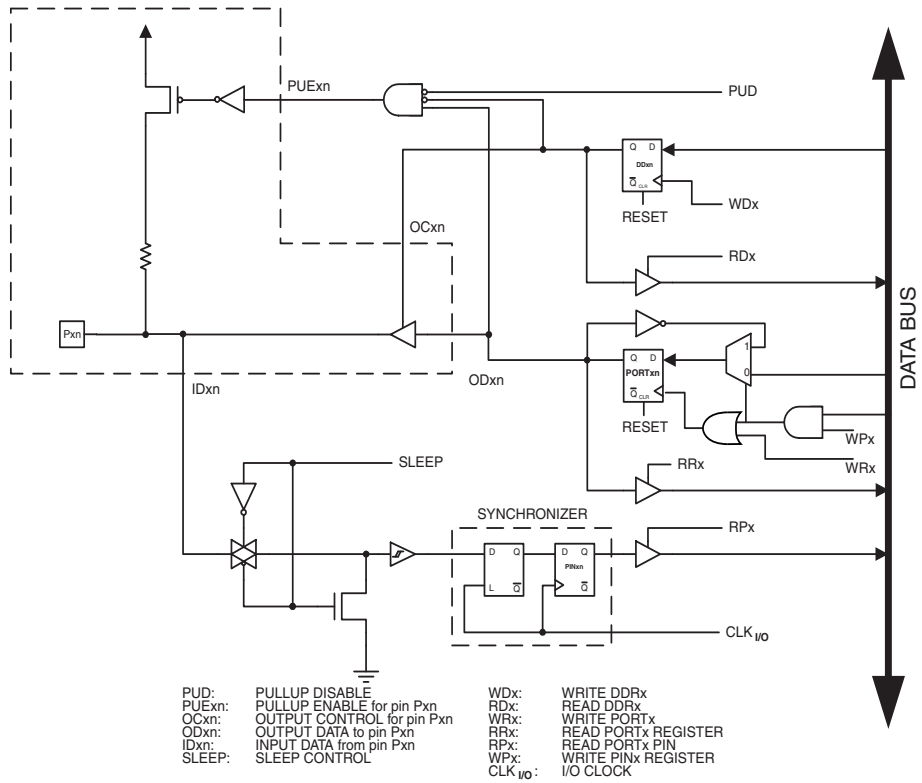 PUExn
PUD
Q D
DDxn
Q CLR
WDx
RESET
OCxn
RDx
Pxn
1
Q D
PORTxn
0
ODxn
IDxn
Q CLR
RESET
WPx
WRx
SLEEP
RRx
SYNCHRONIZER
RPx
D Q
L Q
D Q
PINxn
Q
CLK I/O
DATA BUS
PUD: PULLUP DISABLE
PUExn: PULLUP ENABLE for pin Pxn
OCxn: OUTPUT CONTROL for pin Pxn
ODxn: OUTPUT DATA to pin Pxn
IDxn: INPUT DATA from pin Pxn
SLEEP: SLEEP CONTROL
WDx: WRITE DDRx
RDx: READ DDRx
WRx: WRITE PORTx
RRx: READ PORTx REGISTER
RPx: READ PORTx PIN
WPx: WRITE PINx REGISTER
CLK I/O: I/O CLOCK